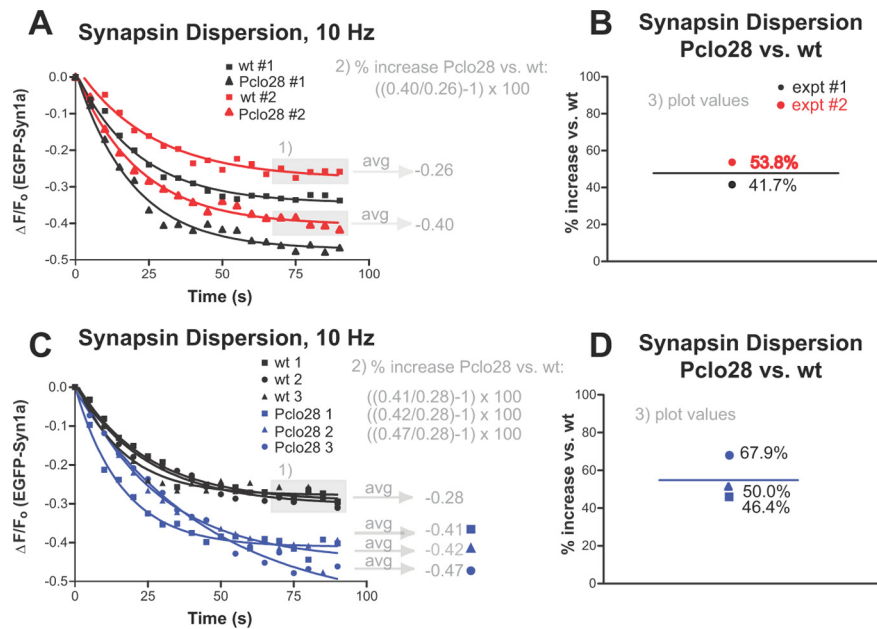 A
Synapsin Dispersion, 10 Hz
wt #1
Pclo28 #1
wt #2
Pclo28 #2
2) % increase Pclo28 vs. wt:
((0.40/0.26)-1) x 100
1)
avg
-0.26
avg
-0.40
0.0
-0.1
-0.2
-0.3
-0.4
-0.5
0
25
50
75
100
Δ F/Fo (EGFP-Syn1a)
Time (s)
B
Synapsin Dispersion
Pclo28 vs. wt
3) plot values
expt #1
expt #2
53.8%
41.7%
100
80
60
40
20
0
% increase vs. wt
C
Synapsin Dispersion, 10 Hz
wt 1
wt 2
wt 3
Pclo28 1
Pclo28 2
Pclo28 3
2) % increase Pclo28 vs. wt:
((0.41/0.28)-1) x 100
((0.42/0.28)-1) x 100
((0.47/0.28)-1) x 100
1)
avg
-0.28
avg
-0.41
avg
-0.42
avg
-0.47
0.0
-0.1
-0.2
-0.3
-0.4
-0.5
0
25
50
75
100
Δ F/Fo (EGFP-Syn1a)
Time (s)
D
Synapsin Dispersion
Pclo28 vs. wt
3) plot values
67.9%
50.0%
46.4%
100
80
60
40
20
0
% increase vs. wt